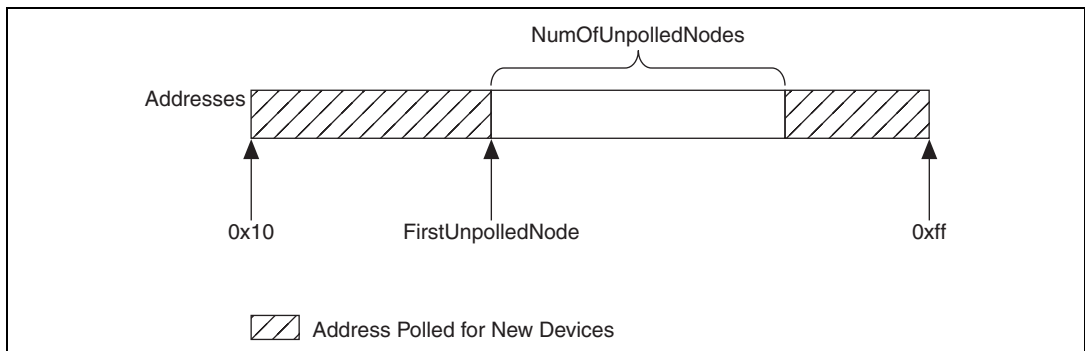 NumOfUnpolledNodes
Addresses
0x10
FirstUnpolledNode
0xff
Address Polled for New Devices